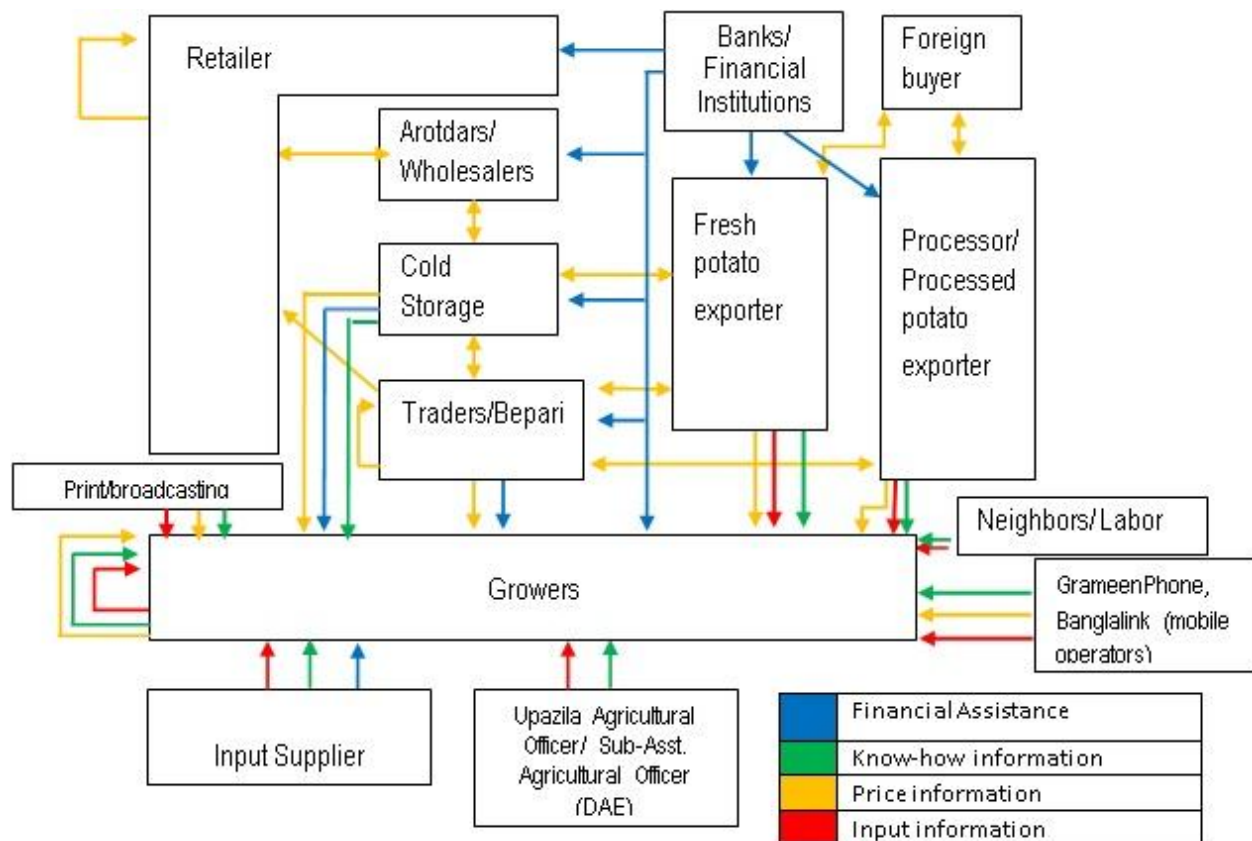 Retailer
Banks/
Financial
Institutions
Foreign
buyer
Arotdars/
Wholesalers
Fresh
potato
exporter
Processor/
Processed
potato
exporter
Cold
Storage
Traders/Bepari
Print/broadcasting
Neighbors/ Labor
Growers
GrameenPhone,
Banglalink (mobile
operators)
Input Supplier
Upazila Agricultural
Officer/ Sub-Asst.
Agricultural Officer
(DAE)
Financial Assistance
Know-how information
Price information
Input information